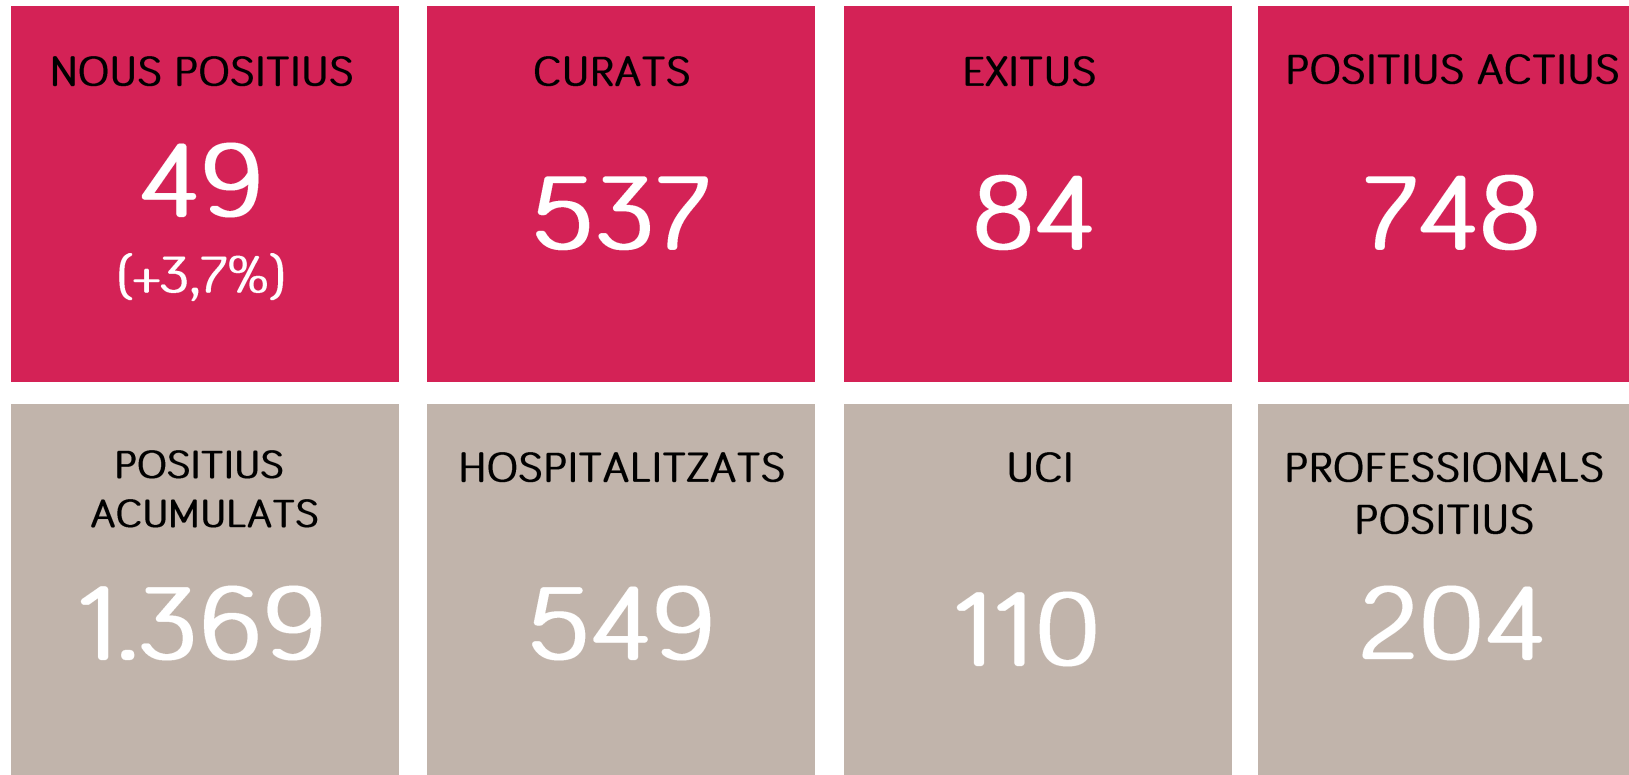 NOUS POSITIUS
49
(+3,7%)
CURATS
537
EXITUS
84
POSITIUS ACTIUS
748
POSITIUS
ACUMULATS
1.369
HOSPITALITZATS
549
UCI
110
PROFESSIONALS
POSITIUS
204